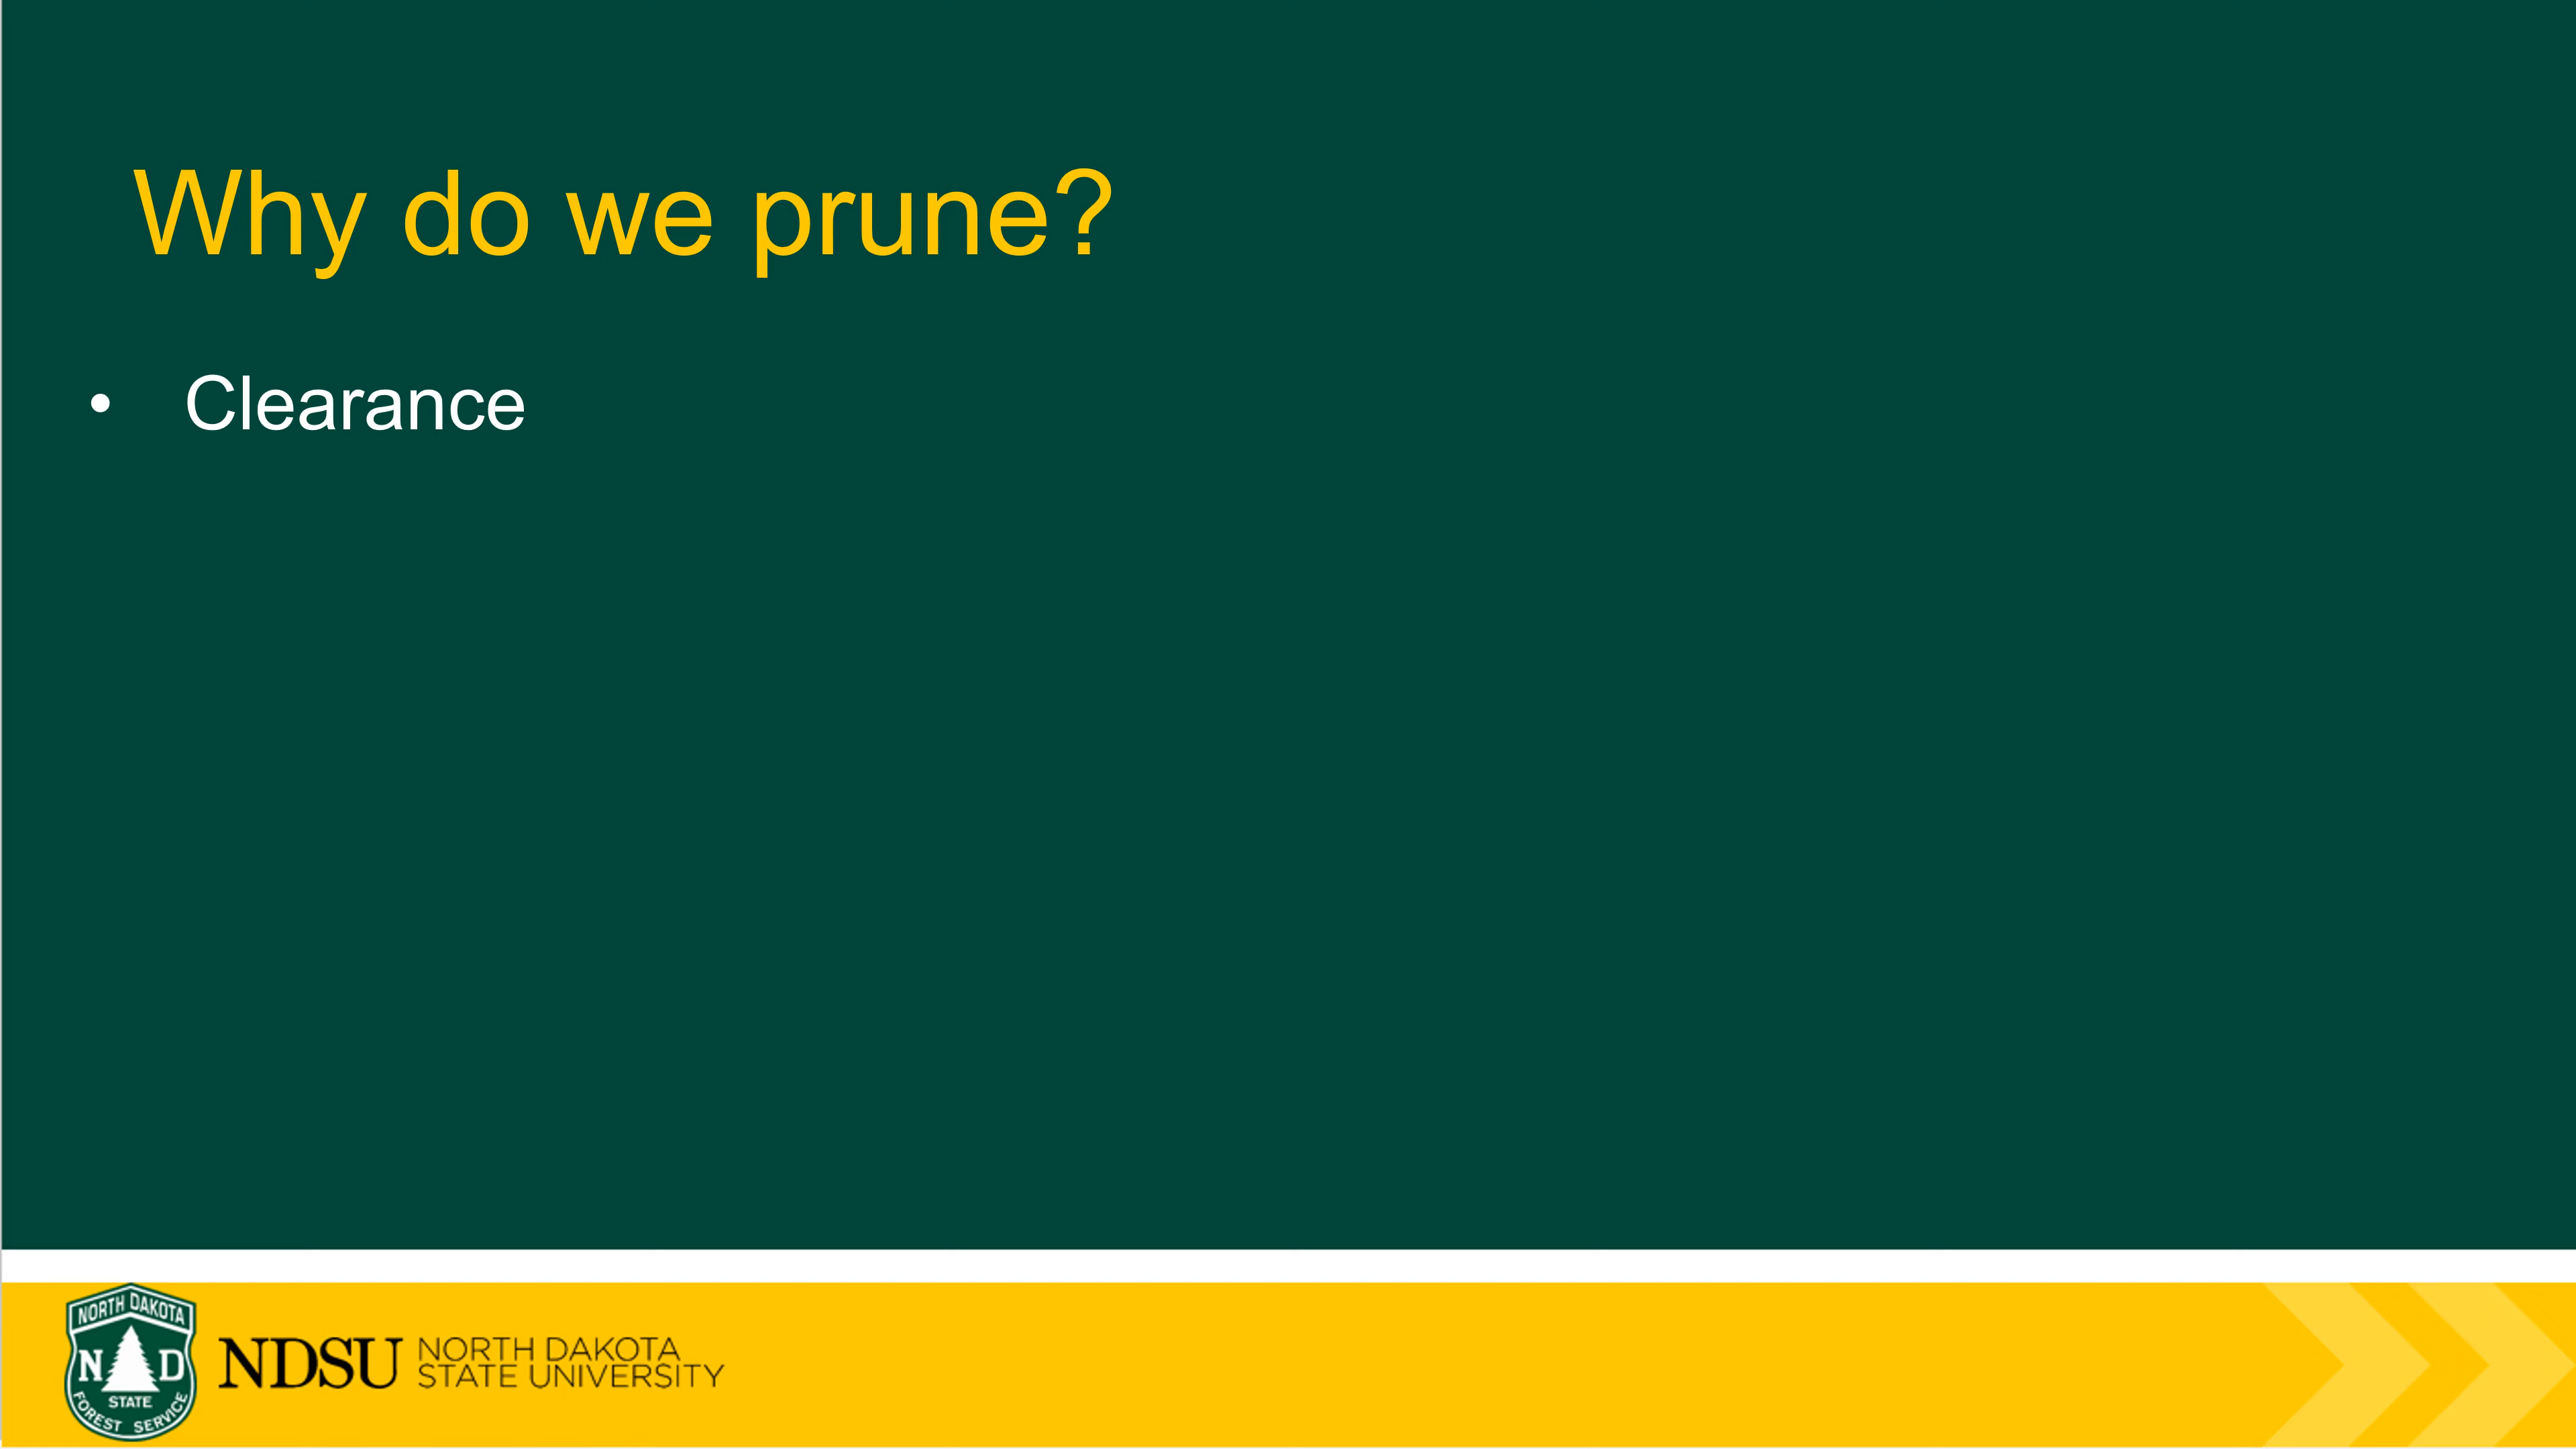 Why do we prune?
• Clearance
NORTH DAKOTA
N D
STATE
FOREST SERVICE
NDSU
NORTH DAKOTA
STATE UNIVERSITY